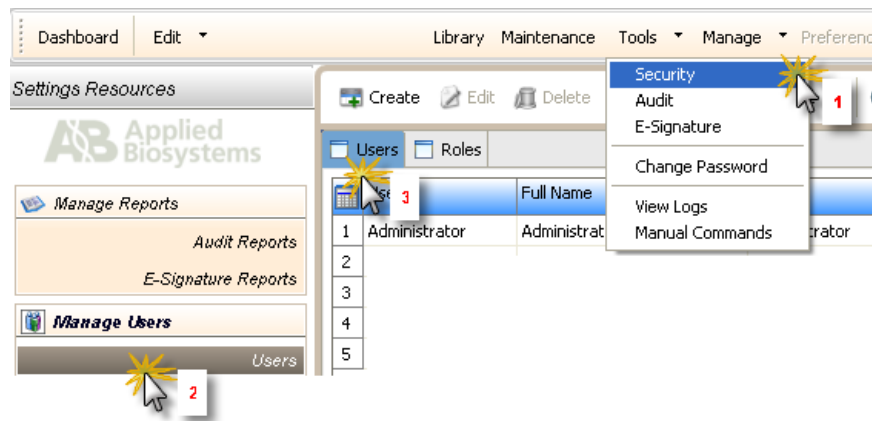 Dashboard Edit Library Maintenance Tools Manage
Settings Resources
Security
Audit
E-Signature
Change Password
View Logs
Manual Commands
1
Create Edit Delete
Applied
Biosystems
Users Roles
3
Full Name
Manage Reports
Audit Reports
E-Signature Reports
1 Administrator
2
3
4
5
Manage Users
Users
2